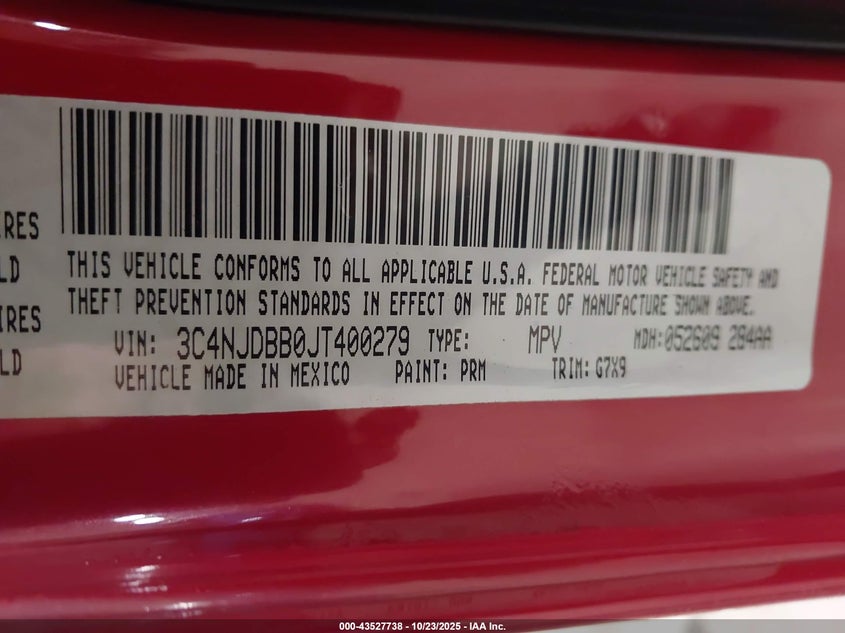 IRES
LD
IRES
LD
THIS VEHICLE CONFORMS TO ALL APPLICABLE U.S.A. FEDERAL MOTOR VEHICLE SAFETY AND
THEFT PREVENTION STANDARDS IN EFFECT ON THE DATE OF MANUFACTURE SHOWN ABOVE.
VIN: 3C4NJDBB0JT400279 TYPE: MPV MDH: 052609 284AA
VEHICLE MADE IN MEXICO PAINT: PRM TRIM: G7X9
000-43527738 - 10/23/2025 - IAA Inc.